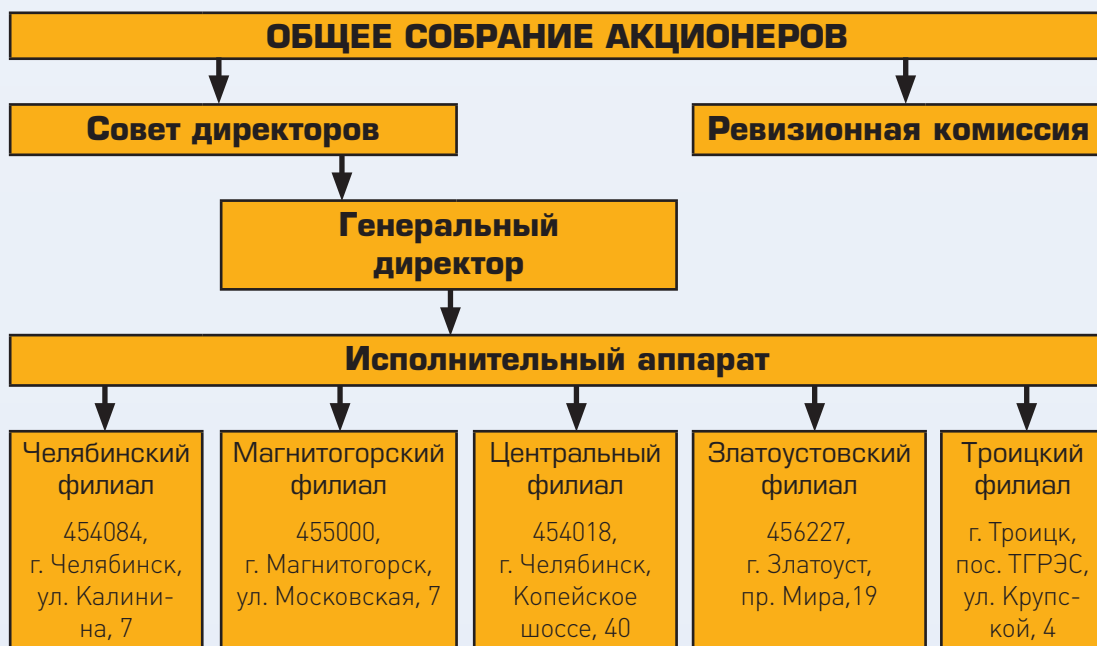 ОБЩЕЕ СОБРАНИЕ АКЦИОНЕРОВ
Совет директоров
Ревизионная комиссия
Генеральный
директор
Исполнительный аппарат
Челябинский
филиал
454084,
г. Челябинск,
ул. Калини-
на, 7
Магнитогорский
филиал
455000,
г. Магнитогорск,
ул. Московская, 7
Центральный
филиал
454018,
г. Челябинск,
Копейское
шоссе, 40
Златоустовский
филиал
456227,
г. Златоуст,
пр. Мира,19
Троицкий
филиал
г. Троицк,
пос. ТГРЭС,
ул. Крупс-
кой, 4